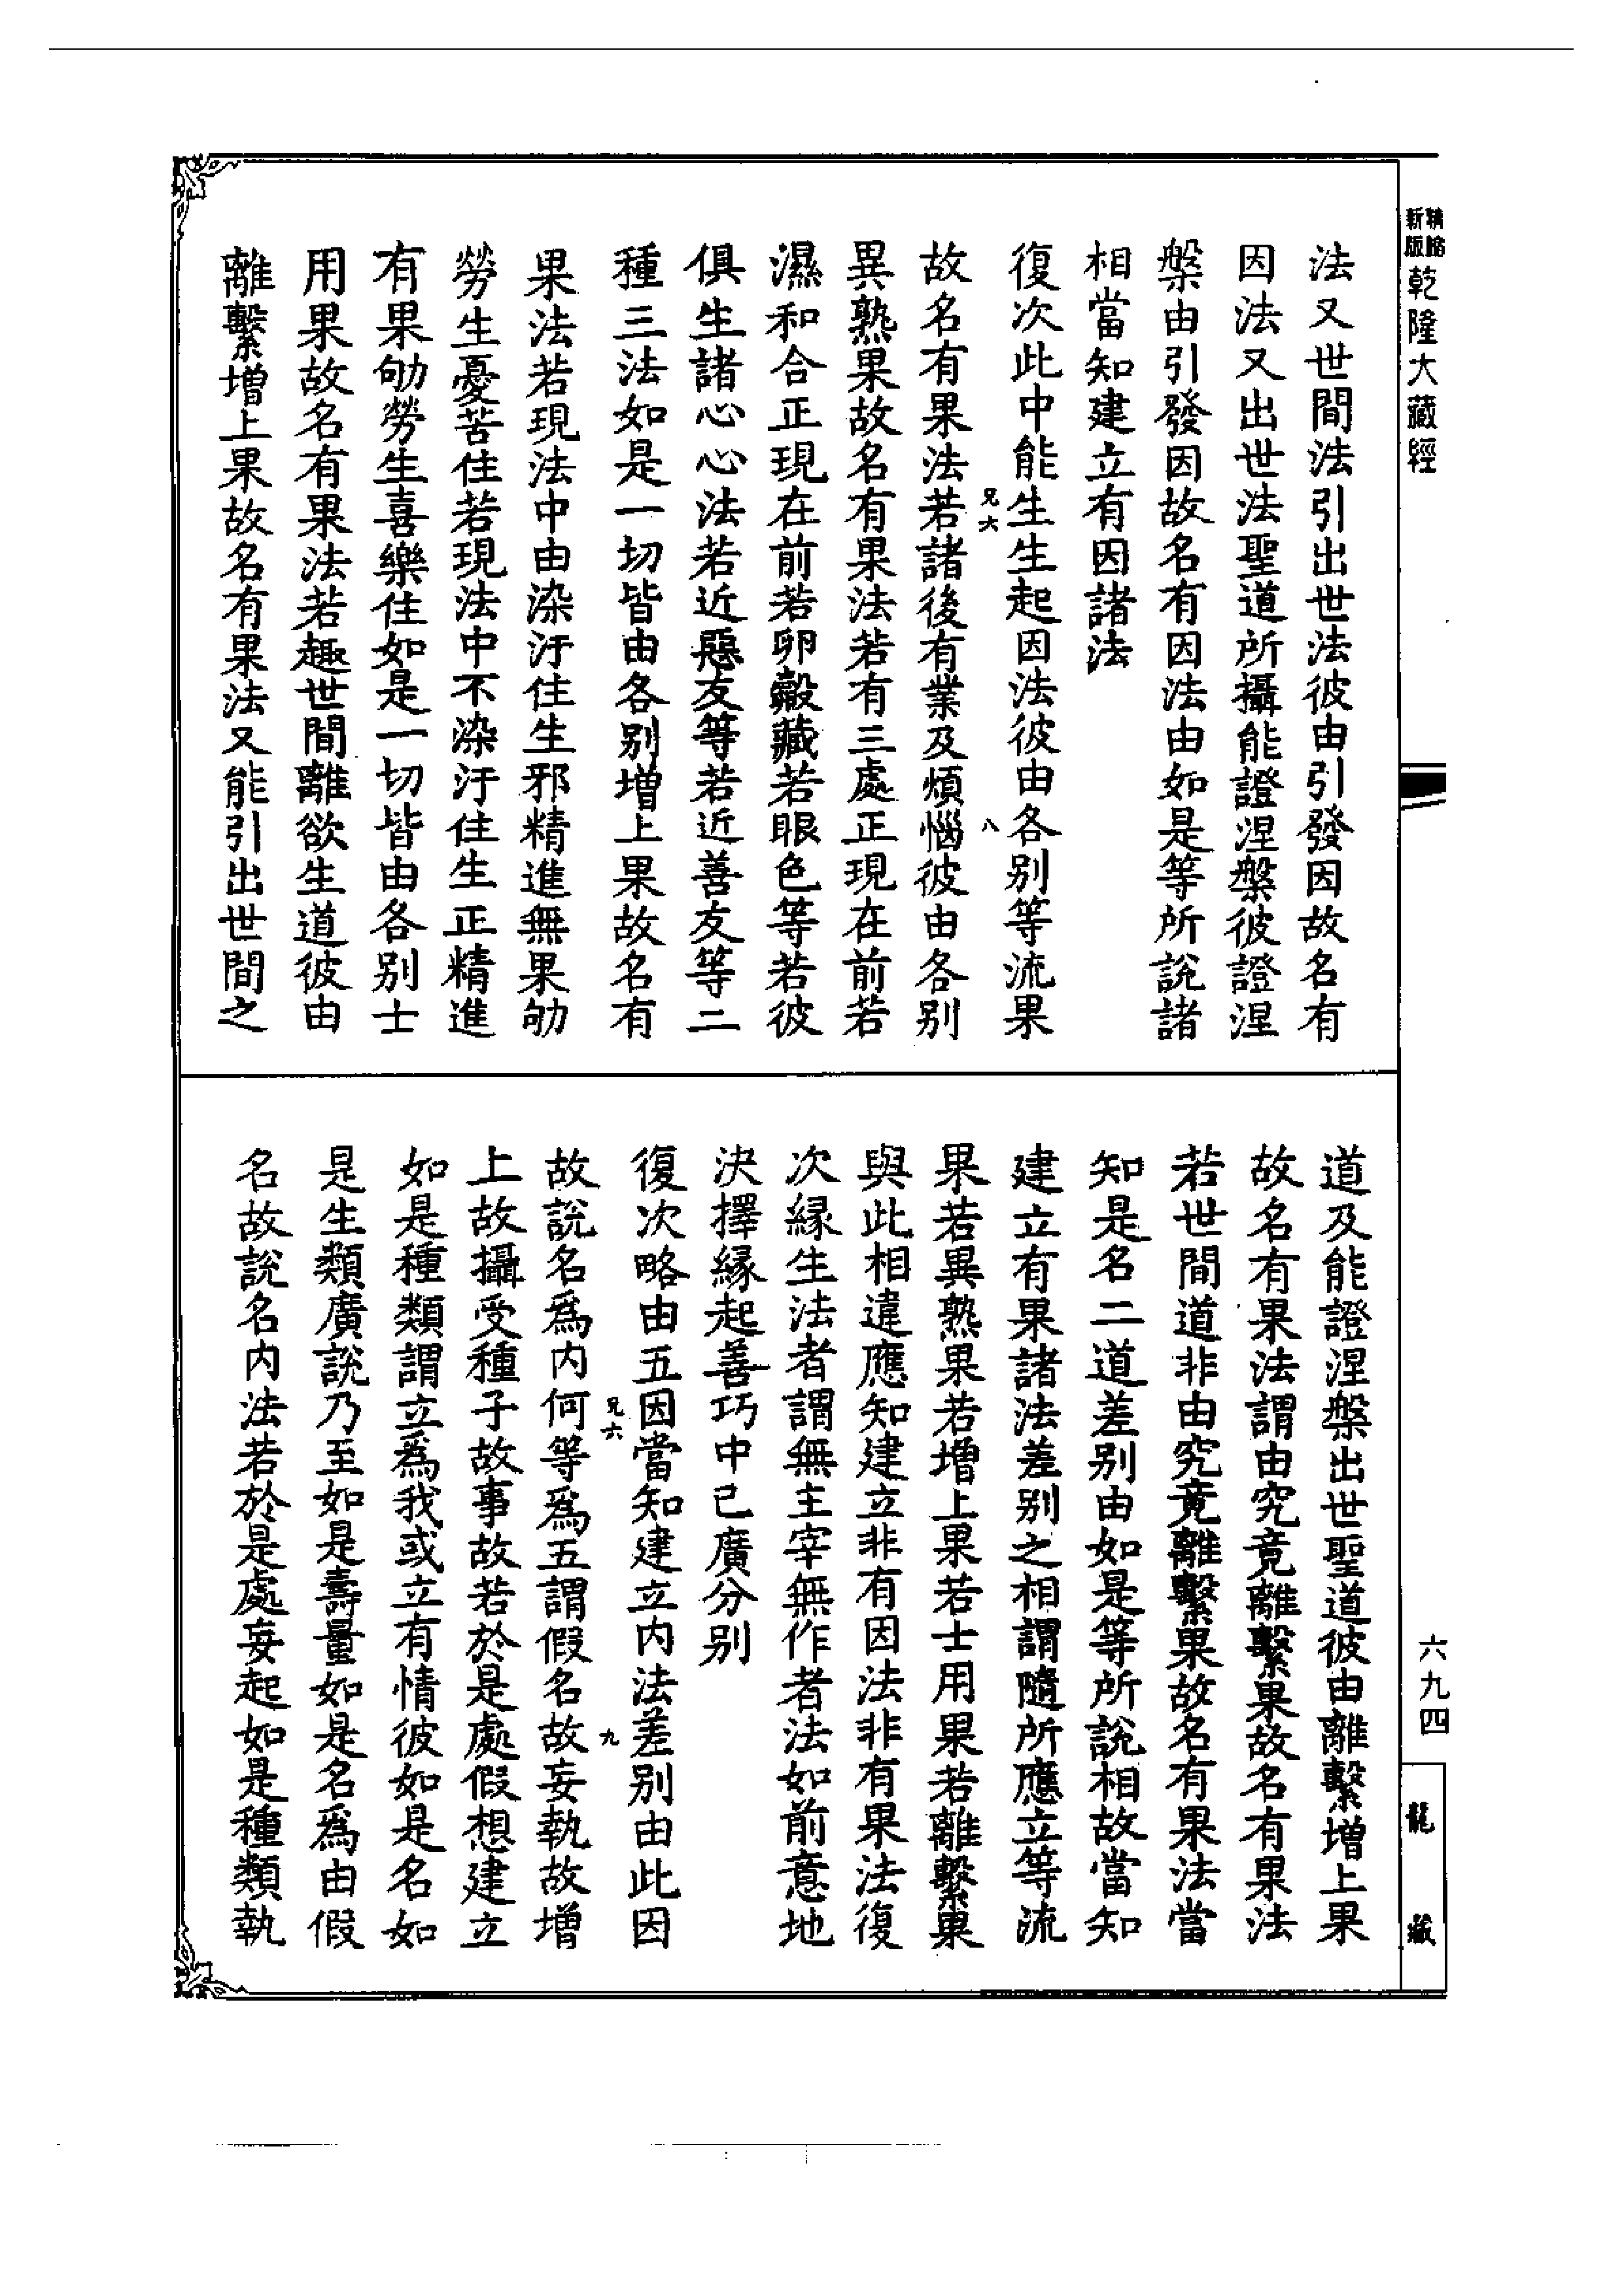 精縮
新版
乾隆大藏經
法又世間法引出世法彼由引發因故名有
因法又出世法聖道所攝能證涅槃彼證涅
槃由引發因故名有因法由如是等所說諸
相當知建立有因諸法
復次此中能生生起因法彼由各別等流果
兄六
八
故名有果法若諸後有業及煩惱彼由各別
異熟果故名有果法若有三處正現在前若
濕和合正現在前若卵㲉藏若眼色等若彼
俱生諸心心法若近惡友等若近善友等二
種三法如是一切皆由各別增上果故名有
果法若現法中由染汙住生邪精進無果劬
勞生憂苦住若現法中不染汙住生正精進
有果劬勞生喜樂住如是一切皆由各別士
用果故名有果法若趣世間離欲生道彼由
離繫增上果故名有果法又能引出世間之
道及能證涅槃出世聖道彼由離繫增上果
故名有果法謂由究竟離繫果故名有果法
若世間道非由究竟離繫果故名有果法當
知是名二道差別由如是等所說相故當知
建立有果諸法差別之相謂隨所應立等流
果若異熟果若增上果若士用果若離繫果
與此相違應知建立非有因法非有果法復
次緣生法者謂無主宰無作者法如前意地
決擇緣起善巧中已廣分別
復次略由五因當知建立內法差別由此因
兄六
九
故說名為內何等為五謂假名故妄執故增
上故攝受種子故事故若於是處假想建立
如是種類謂立為我或立有情彼如是名如
是生類廣說乃至如是壽量如是名為由假
名故說名內法若於是處妄起如是種類執
六九四
龍藏